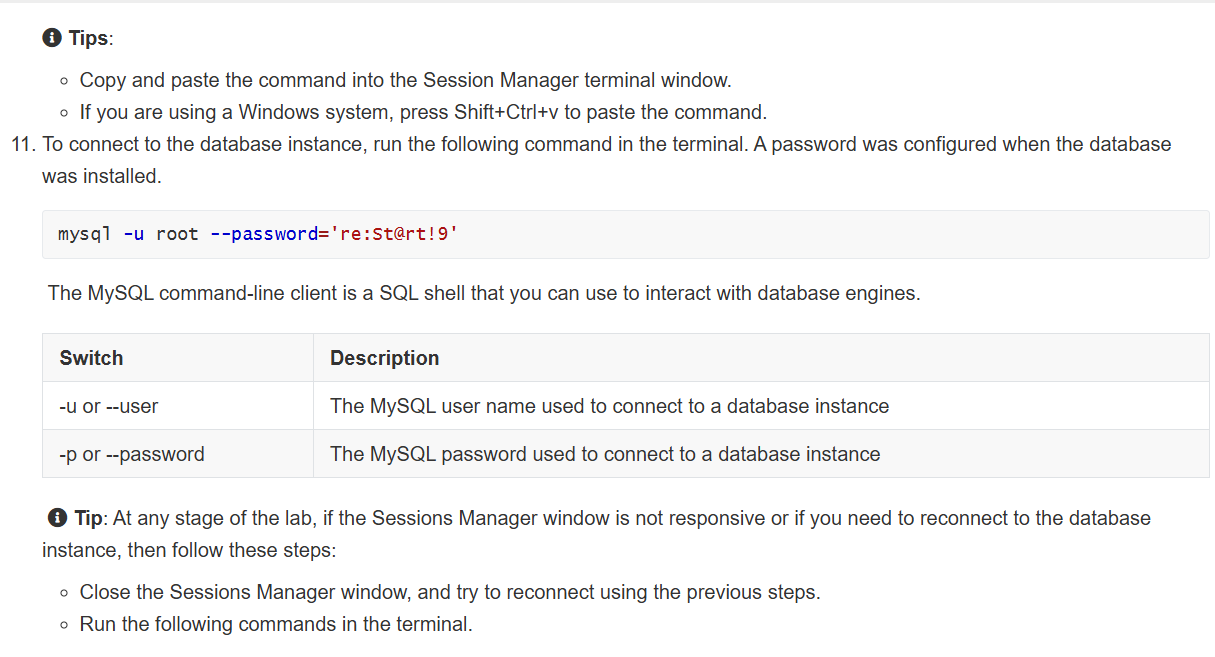 Tips:
Copy and paste the command into the Session Manager terminal window.
If you are using a Windows system, press Shift+Ctrl+v to paste the command.
11. To connect to the database instance, run the following command in the terminal. A password was configured when the database
was installed.
mysql -u root --password='re:St@rt!9'
The MySQL command-line client is a SQL shell that you can use to interact with database engines.
Switch Description
-u or --user The MySQL user name used to connect to a database instance
-p or --password The MySQL password used to connect to a database instance
Tip: At any stage of the lab, if the Sessions Manager window is not responsive or if you need to reconnect to the database
instance, then follow these steps:
Close the Sessions Manager window, and try to reconnect using the previous steps.
Run the following commands in the terminal.